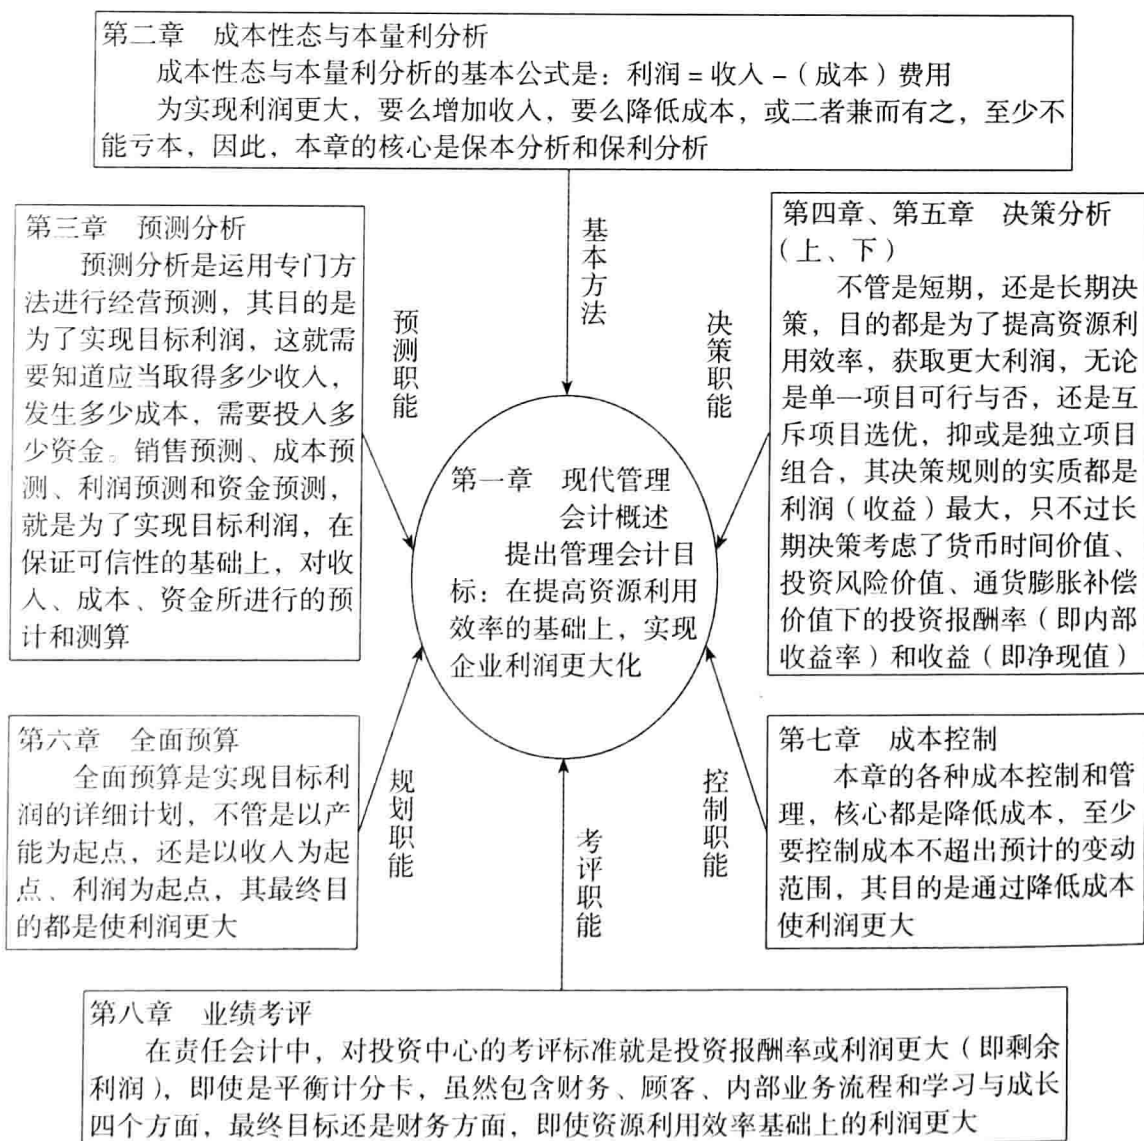 第二章　成本性态与本量利分析
成本性态与本量利分析的基本公式是：利润＝收入－（成本）费用
为实现利润更大，要么增加收入，要么降低成本，或二者兼而有之，至少不
能亏本，因此，本章的核心是保本分析和保利分析
基本方法
第三章　预测分析
预测分析是运用专门方
法进行经营预测，其目的是
为了实现目标利润，这就需
要知道应当取得多少收入，
发生多少成本，需要投入多
少资金。销售预测、成本预
测、利润预测和资金预测，
就是为了实现目标利润，在
保证可信性的基础上，对收
入、成本、资金所进行的预
计和测算
预测职能
第四章、第五章　决策分析
（上、下）
不管是短期，还是长期决
策，目的都是为了提高资源利
用效率，获取更大利润，无论
是单一项目可行与否，还是互
斥项目选优，抑或是独立项目
组合，其决策规则的实质都是
利润（收益）最大，只不过长
期决策考虑了货币时间价值、
投资风险价值、通货膨胀补偿
价值下的投资报酬率（即内部
收益率）和收益（即净现值）
决策职能
第一章　现代管理
会计概述
提出管理会计目
标：在提高资源利用
效率的基础上，实现
企业利润更大化
第六章　全面预算
全面预算是实现目标利
润的详细计划，不管是以产
能为起点，还是以收入为起
点、利润为起点，其最终目
的都是使利润更大
规划职能
第七章　成本控制
本章的各种成本控制和管
理，核心都是降低成本，至少
要控制成本不超出预计的变动
范围，其目的是通过降低成本
使利润更大
控制职能
考评职能
第八章　业绩考评
在责任会计中，对投资中心的考评标准就是投资报酬率或利润更大（即剩余
利润），即使是平衡计分卡，虽然包含财务、顾客、内部业务流程和学习与成长
四个方面，最终目标还是财务方面，即使资源利用效率基础上的利润更大